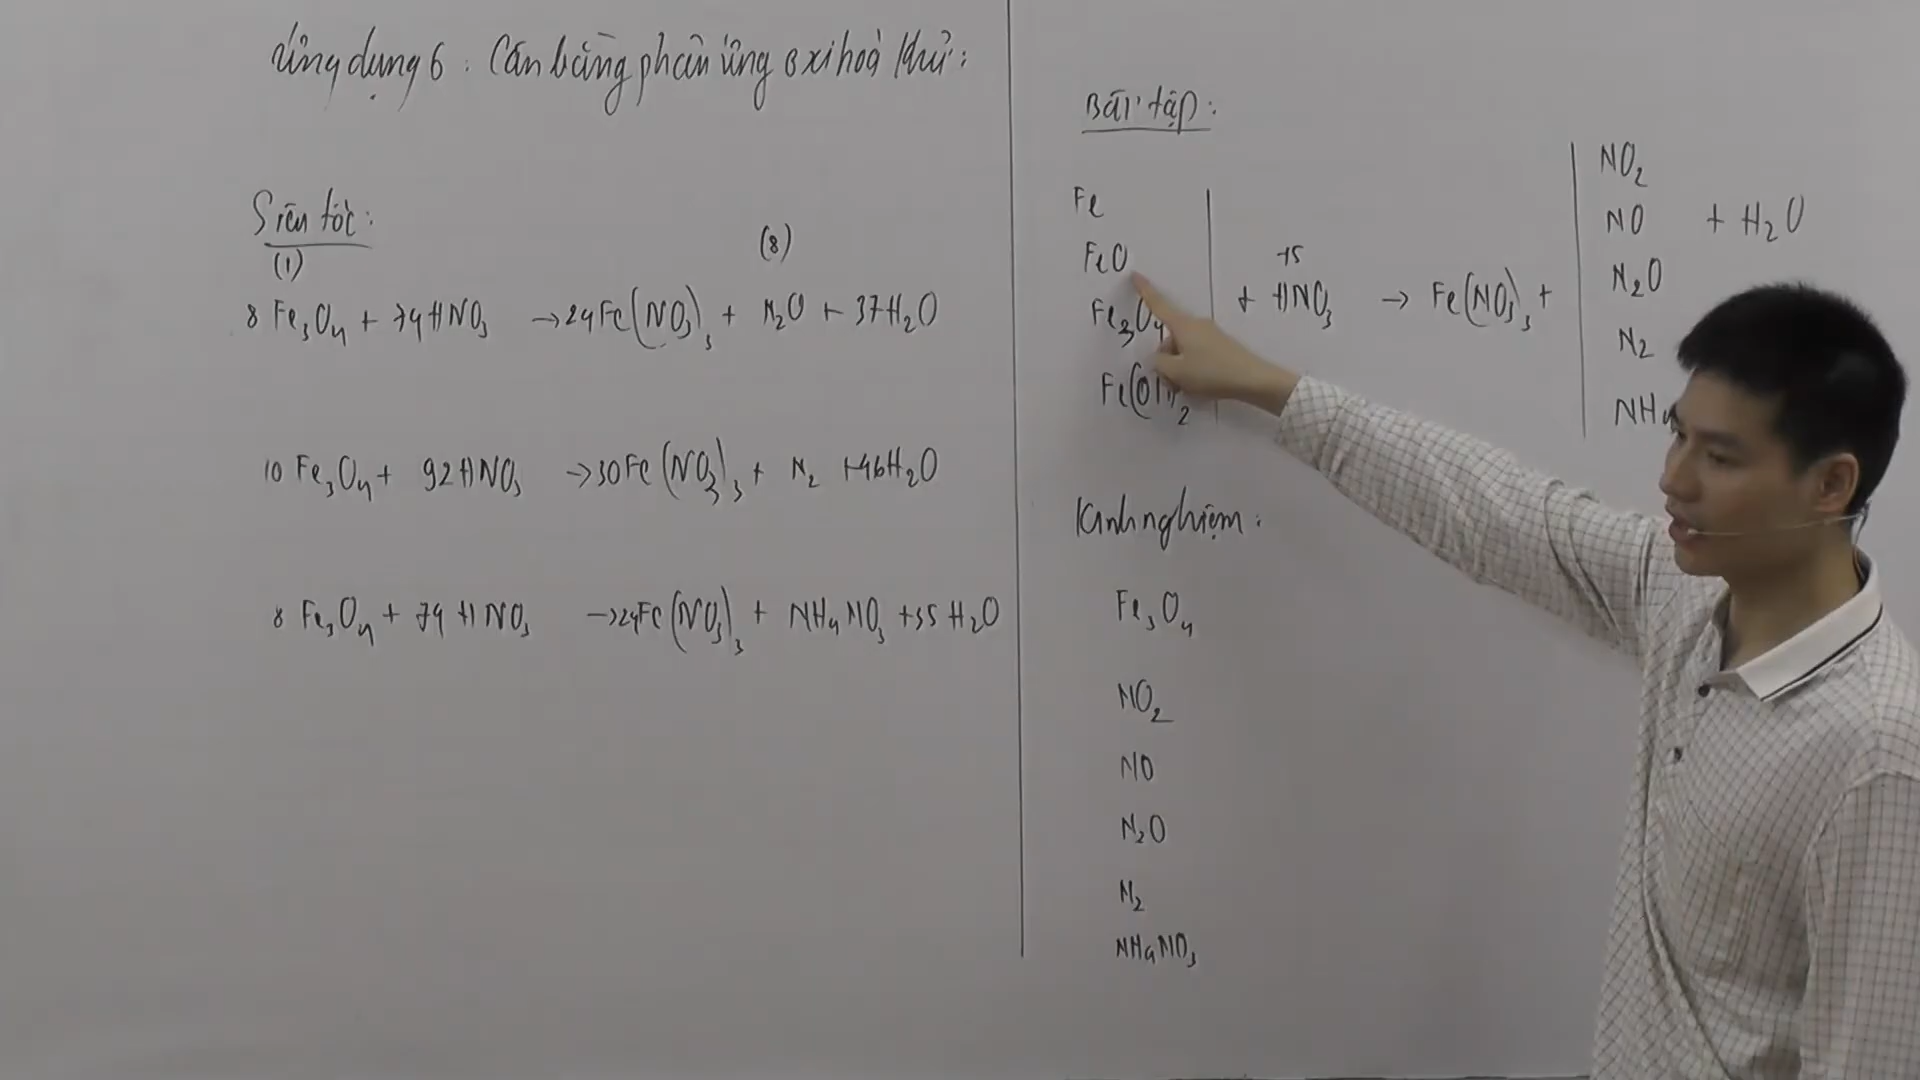 Ứng dụng 6 : Cân bằng phản ứng oxi hoá khử :
Siêu tốc :
(1) (8)
8 Fe₃O₄ + 74 HNO₃ → 24 Fe(NO₃)₃ + N₂O + 37 H₂O
10 Fe₃O₄ + 92 HNO₃ → 30 Fe(NO₃)₃ + N₂ + 46 H₂O
8 Fe₃O₄ + 74 HNO₃ → 24 Fe(NO₃)₃ + NH₄NO₃ + 35 H₂O
Bài tập :
Fe
FeO
Fe₃O₄
Fe(OH)₂
+5
+ HNO₃ → Fe(NO₃)₃ +
NO₂
NO + H₂O
N₂O
N₂
NH₄
Kinh nghiệm :
Fe₃O₄
NO₂
NO
N₂O
N₂
NH₄NO₃